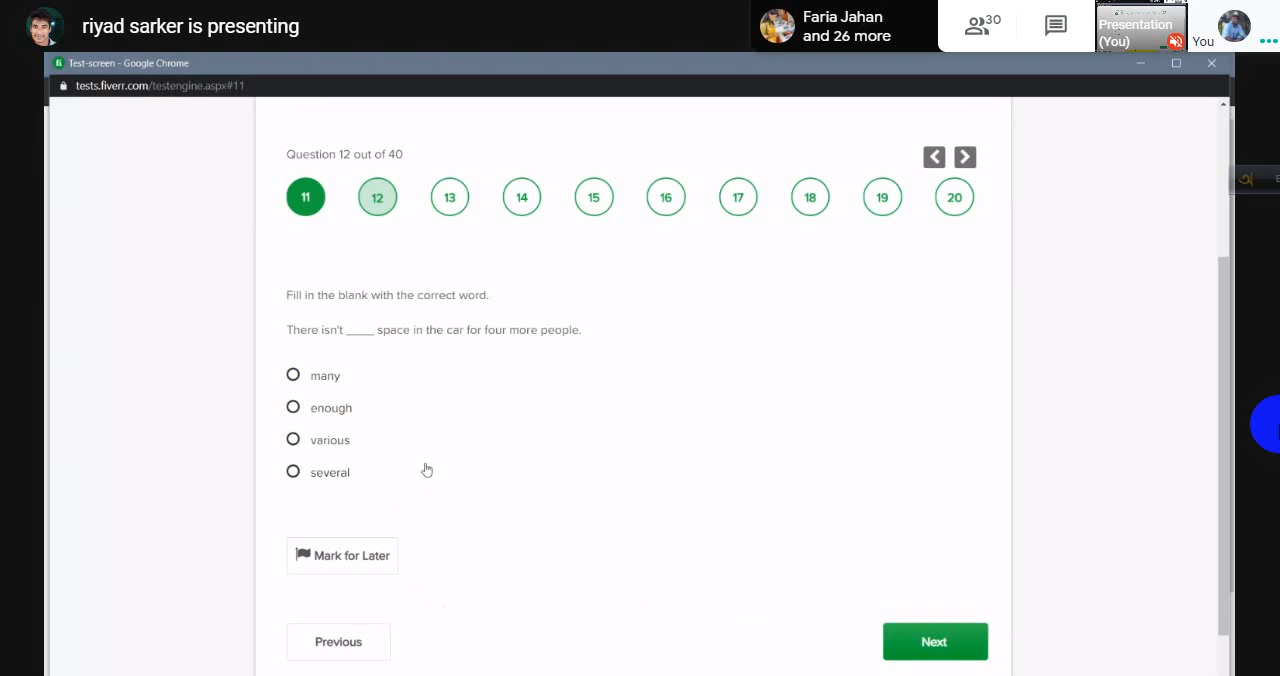 riyad sarker is presenting
Faria Jahan
and 26 more
30
Presentation
(You)
You
Test-screen - Google Chrome
tests.fiverr.com/testengine.aspx#11
Question 12 out of 40
11 12 13 14 15 16 17 18 19 20
Fill in the blank with the correct word.
There isn't ____ space in the car for four more people.
many
enough
various
several
Mark for Later
Previous
Next